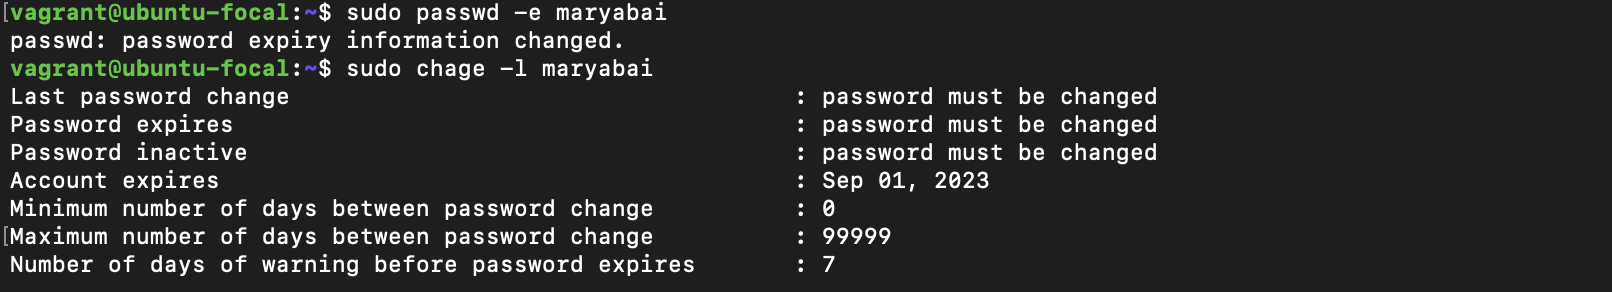 [vagrant@ubuntu-focal:~$ sudo passwd -e maryabai
passwd: password expiry information changed.
vagrant@ubuntu-focal:~$ sudo chage -l maryabai
Last password change : password must be changed
Password expires : password must be changed
Password inactive : password must be changed
Account expires : Sep 01, 2023
Minimum number of days between password change : 0
[Maximum number of days between password change : 99999
Number of days of warning before password expires : 7